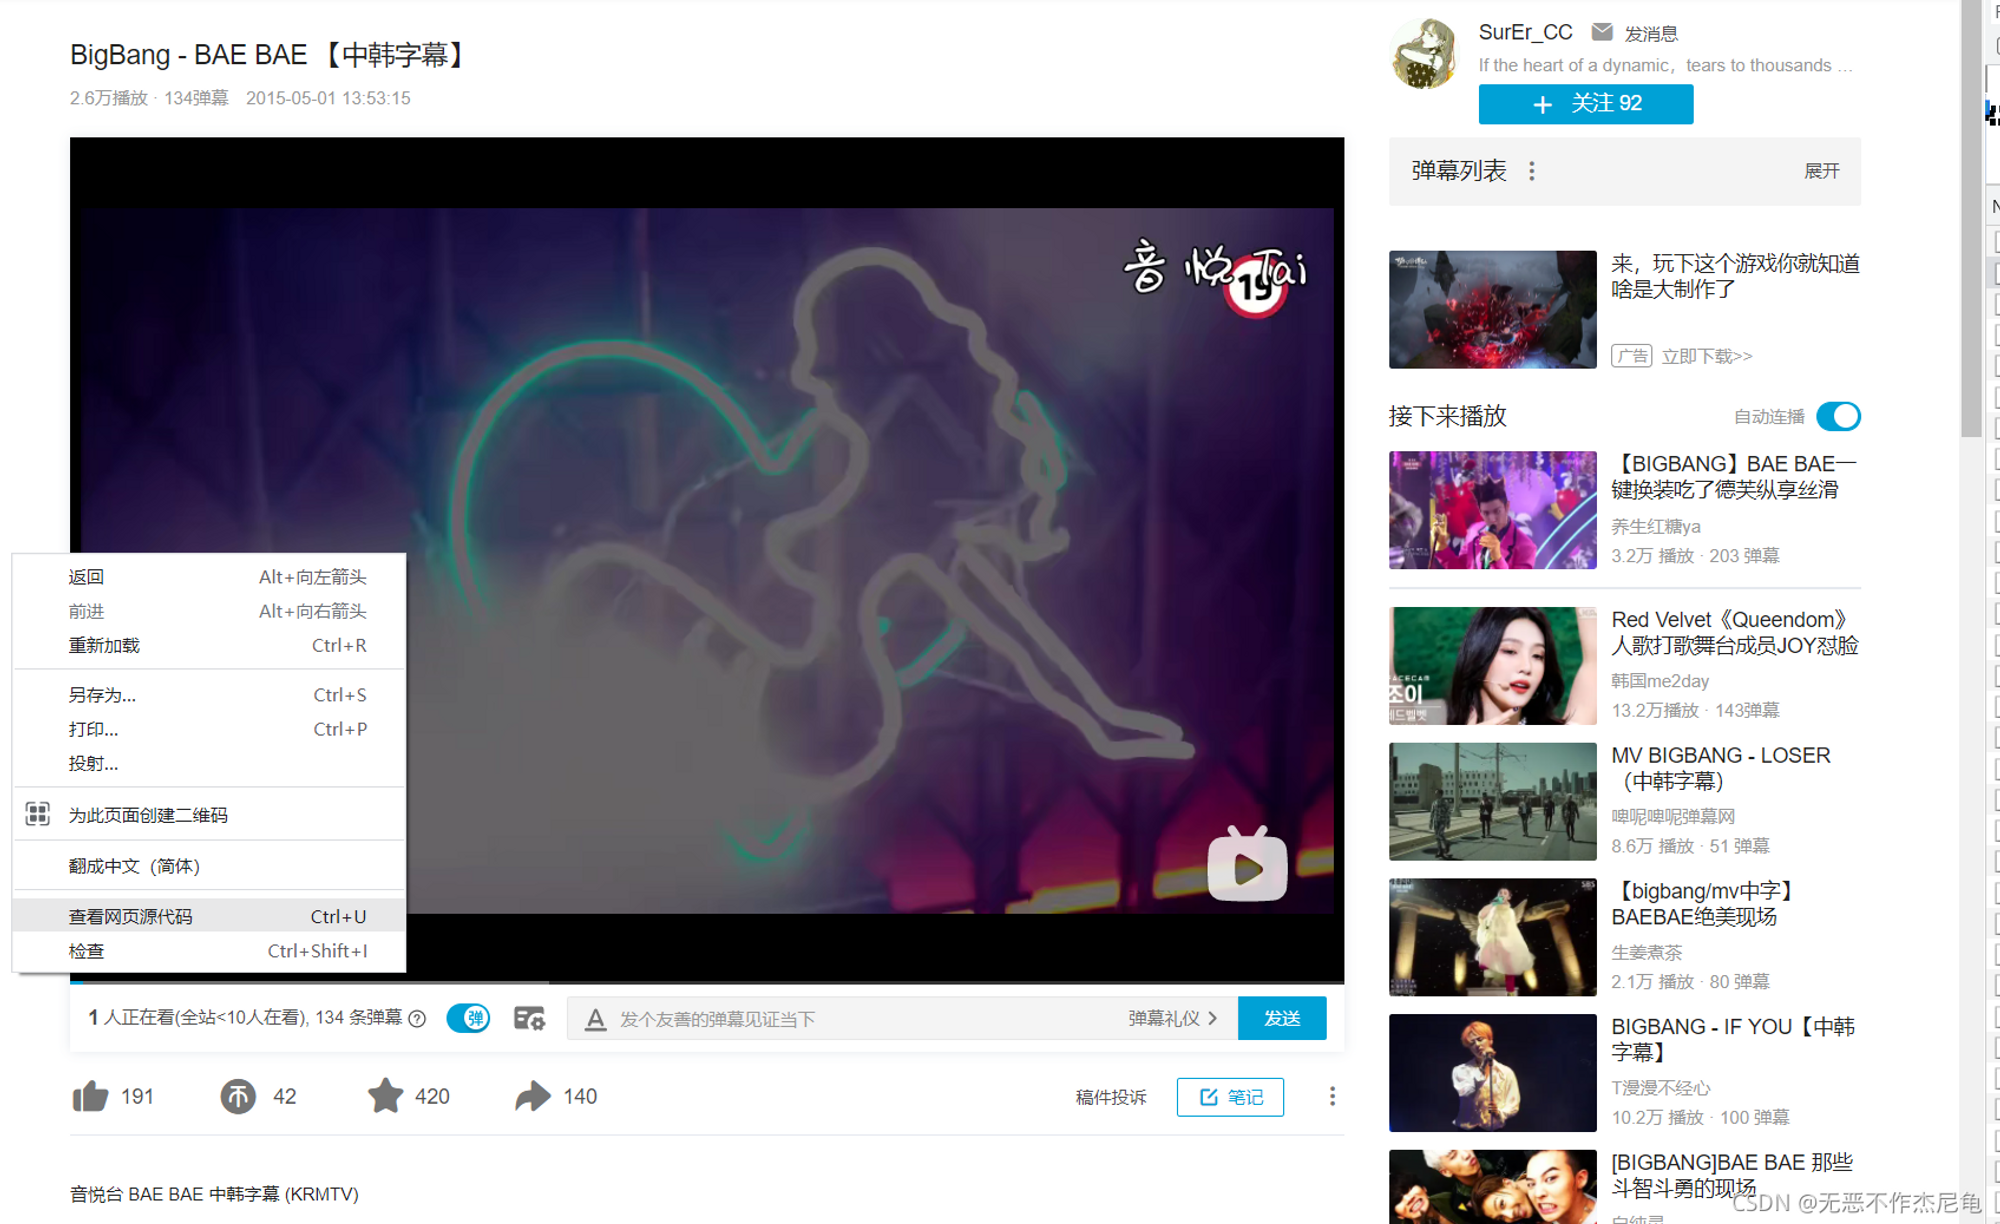 BigBang - BAE BAE 【中韩字幕】
2.6万播放 · 134弹幕 2015-05-01 13:53:15
音悦Tai
19
返回 Alt+向左箭头
前进 Alt+向右箭头
重新加载 Ctrl+R
另存为... Ctrl+S
打印... Ctrl+P
投射...
为此页面创建二维码
翻成中文（简体）
查看网页源代码 Ctrl+U
检查 Ctrl+Shift+I
1 人正在看(全站<10人在看), 134 条弹幕 ?
弹
A 发个友善的弹幕见证当下 弹幕礼仪 > 发送
191 42 420 140 稿件投诉 笔记
音悦台 BAE BAE 中韩字幕 (KRMTV)
SurEr_CC 发消息
If the heart of a dynamic，tears to thousands ...
+ 关注 92
弹幕列表 展开
来，玩下这个游戏你就知道
啥是大制作了
广告 立即下载>>
接下来播放 自动连播
【BIGBANG】BAE BAE一
键换装吃了德芙纵享丝滑
养生红糖ya
3.2万 播放 · 203 弹幕
Red Velvet《Queendom》
人歌打歌舞台成员JOY怼脸
韩国me2day
13.2万播放 · 143弹幕
FACECAM
조이
레드벨벳
MV BIGBANG - LOSER
（中韩字幕）
啤呢啤呢弹幕网
8.6万 播放 · 51 弹幕
【bigbang/mv中字】
BAEBAE绝美现场
生姜煮茶
2.1万 播放 · 80 弹幕
SBS
BIGBANG - IF YOU【中韩
字幕】
T漫漫不经心
10.2万 播放 · 100 弹幕
[BIGBANG]BAE BAE 那些
斗智斗勇的现场
CSDN @无恶不作杰尼龟